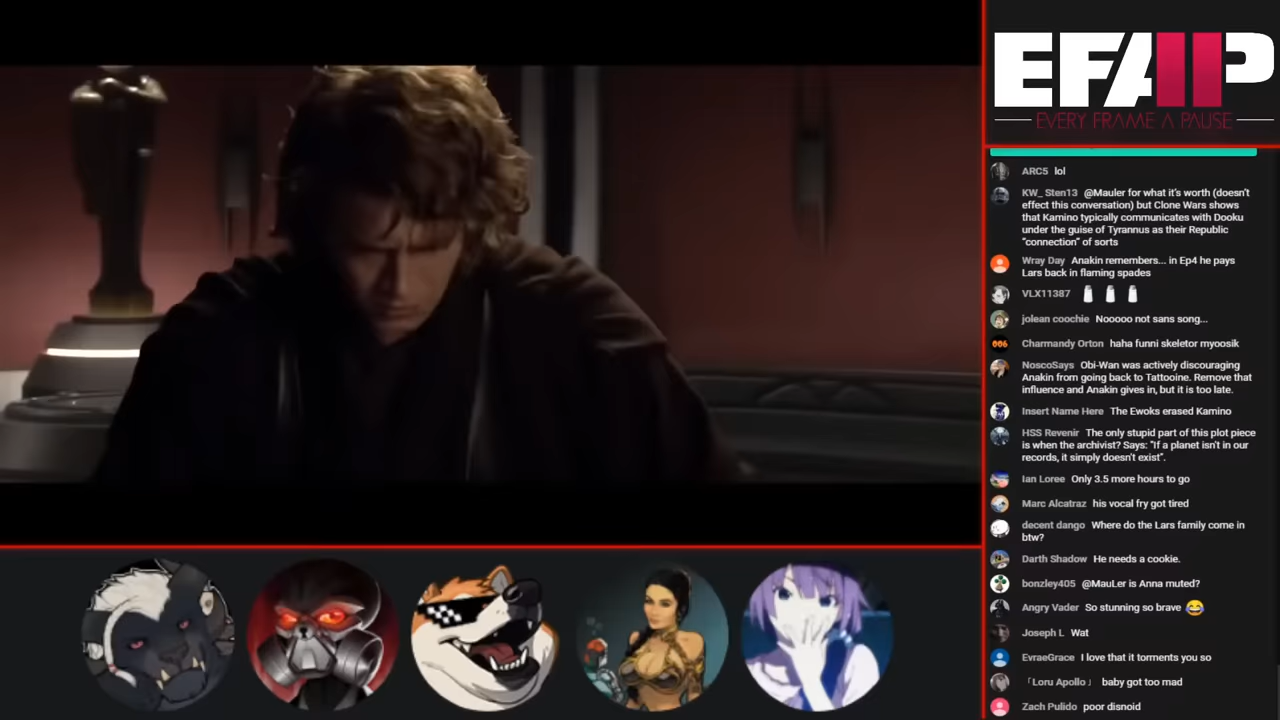 EFAP
EVERY FRAME A PAUSE
ARC5 lol
KW_ Sten13 @Mauler for what it's worth (doesn't
effect this conversation) but Clone Wars shows
that Kamino typically communicates with Dooku
under the guise of Tyrannus as their Republic
"connection" of sorts
Wray Day Anakin remembers... in Ep4 he pays
Lars back in flaming spades
VLX11387
jolean coochie Nooooo not sans song...
Charmandy Orton haha funni skeletor myoosik
NoscoSays Obi-Wan was actively discouraging
Anakin from going back to Tattooine. Remove that
influence and Anakin gives in, but it is too late.
Insert Name Here The Ewoks erased Kamino
HSS Revenir The only stupid part of this plot piece
is when the archivist? Says: "If a planet isn't in our
records, it simply doesn't exist".
Ian Loree Only 3.5 more hours to go
Marc Alcatraz his vocal fry got tired
decent dango Where do the Lars family come in
btw?
Darth Shadow He needs a cookie.
bonzley405 @MauLer is Anna muted?
Angry Vader So stunning so brave 😂
Joseph L Wat
EvraeGrace I love that it torments you so
「Loru Apollo」 baby got too mad
Zach Pulido poor disnoid